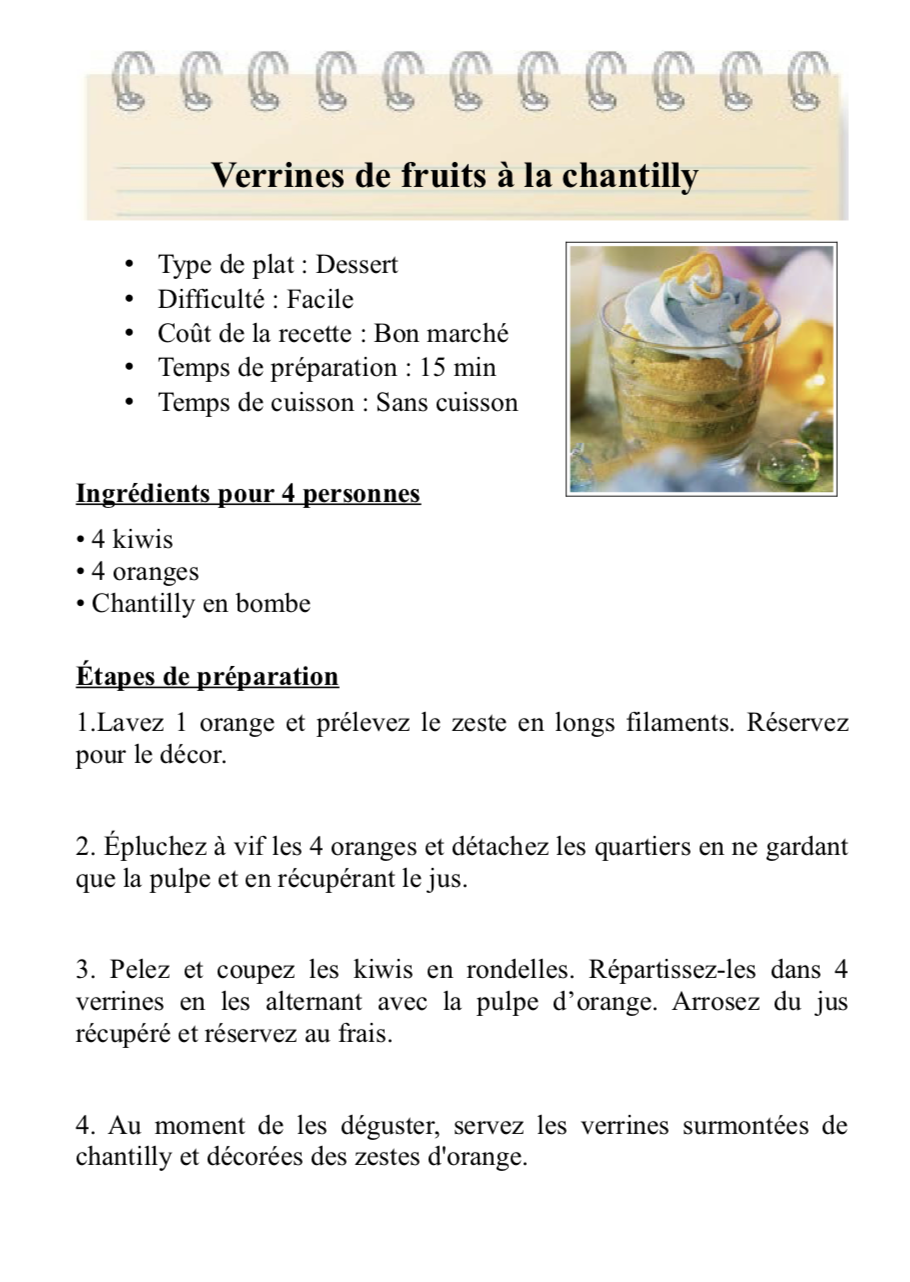 Verrines de fruits à la chantilly
• Type de plat : Dessert
• Difficulté : Facile
• Coût de la recette : Bon marché
• Temps de préparation : 15 min
• Temps de cuisson : Sans cuisson
Ingrédients pour 4 personnes
• 4 kiwis
• 4 oranges
• Chantilly en bombe
Étapes de préparation
1.Lavez 1 orange et prélevez le zeste en longs filaments. Réservez
pour le décor.
2. Épluchez à vif les 4 oranges et détachez les quartiers en ne gardant
que la pulpe et en récupérant le jus.
3. Pelez et coupez les kiwis en rondelles. Répartissez-les dans 4
verrines en les alternant avec la pulpe d’orange. Arrosez du jus
récupéré et réservez au frais.
4. Au moment de les déguster, servez les verrines surmontées de
chantilly et décorées des zestes d'orange.